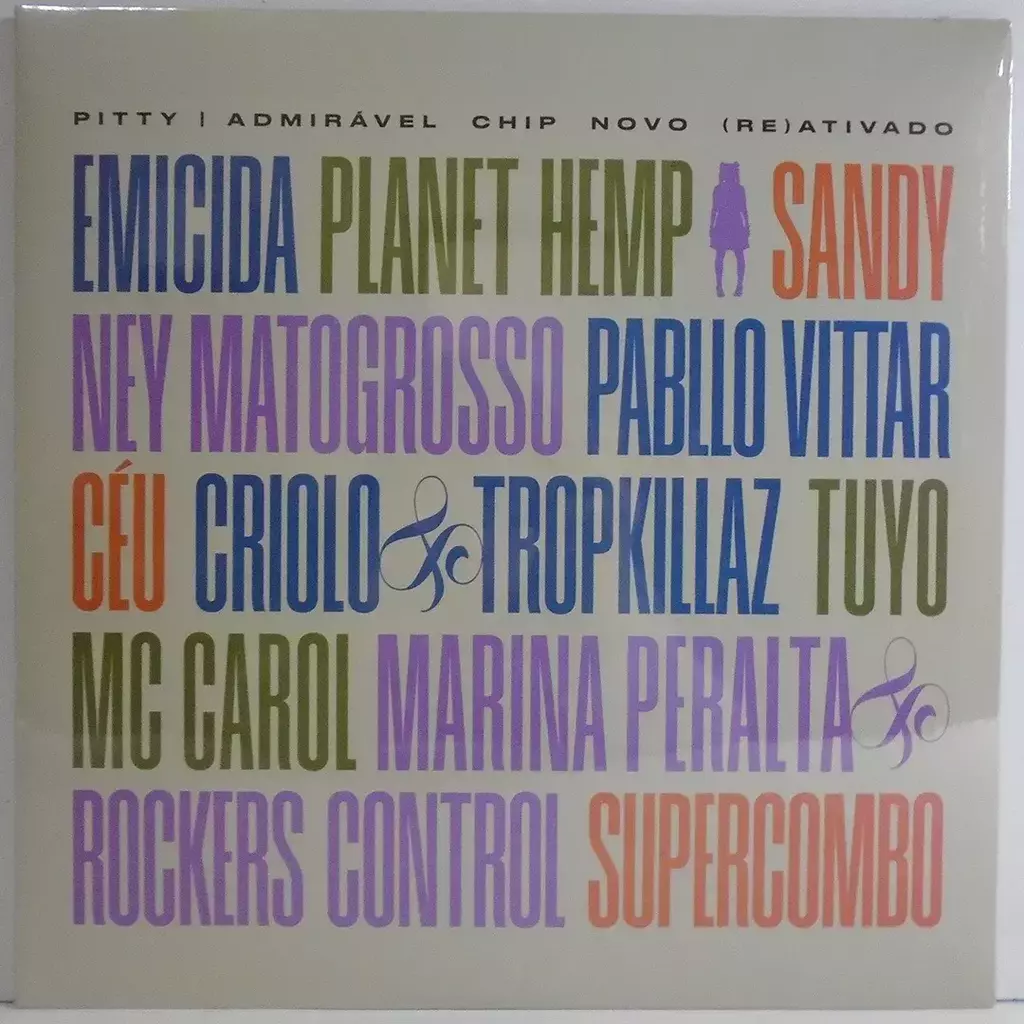 PITTY | ADMIRÁVEL CHIP NOVO (RE)ATIVADO
EMICIDA PLANET HEMP SANDY
NEY MATOGROSSO PABLLO VITTAR
CÉU CRIOLO & TROPKILLAZ TUYO
MC CAROL MARINA PERALTA &
ROCKERS CONTROL SUPERCOMBO